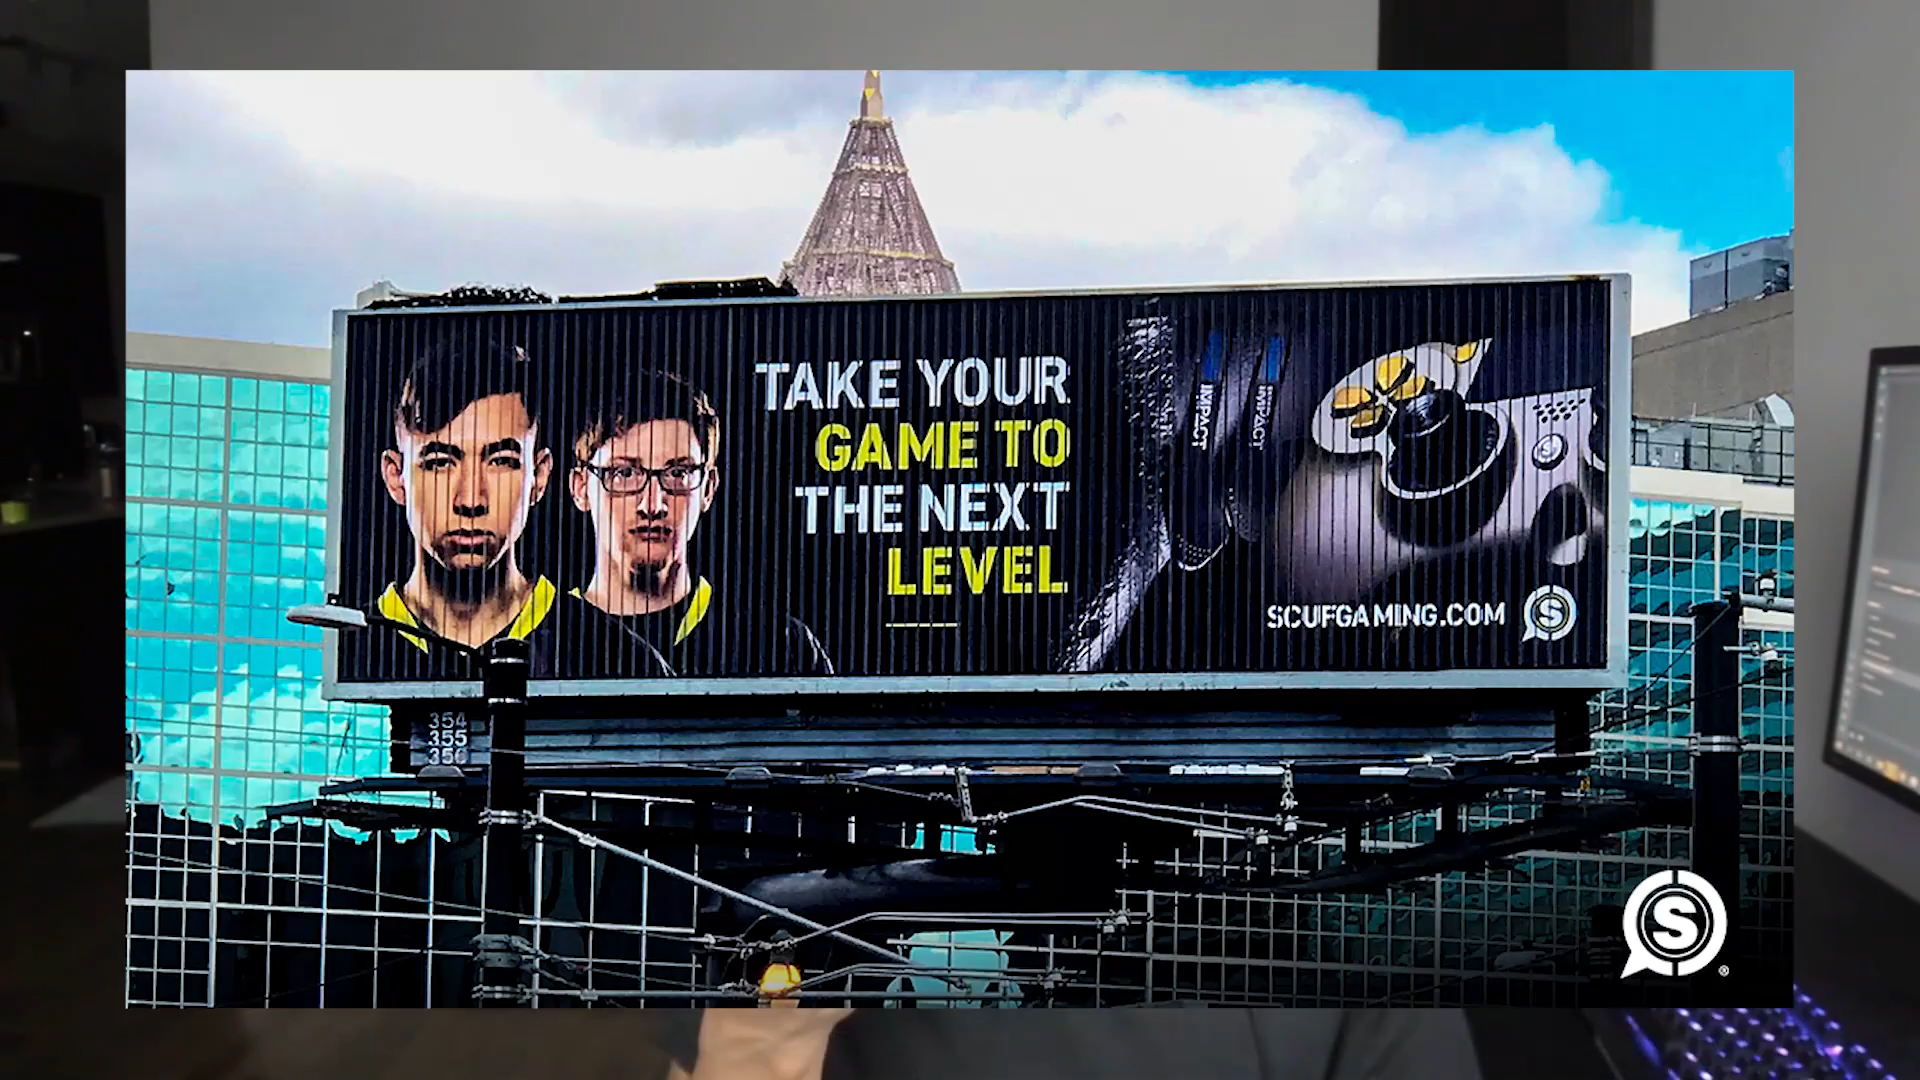 TAKE YOUR
GAME TO
THE NEXT
LEVEL
IMPACT
IMPACT
SCUFGAMING.COM
S
S
354
355
356
S
®